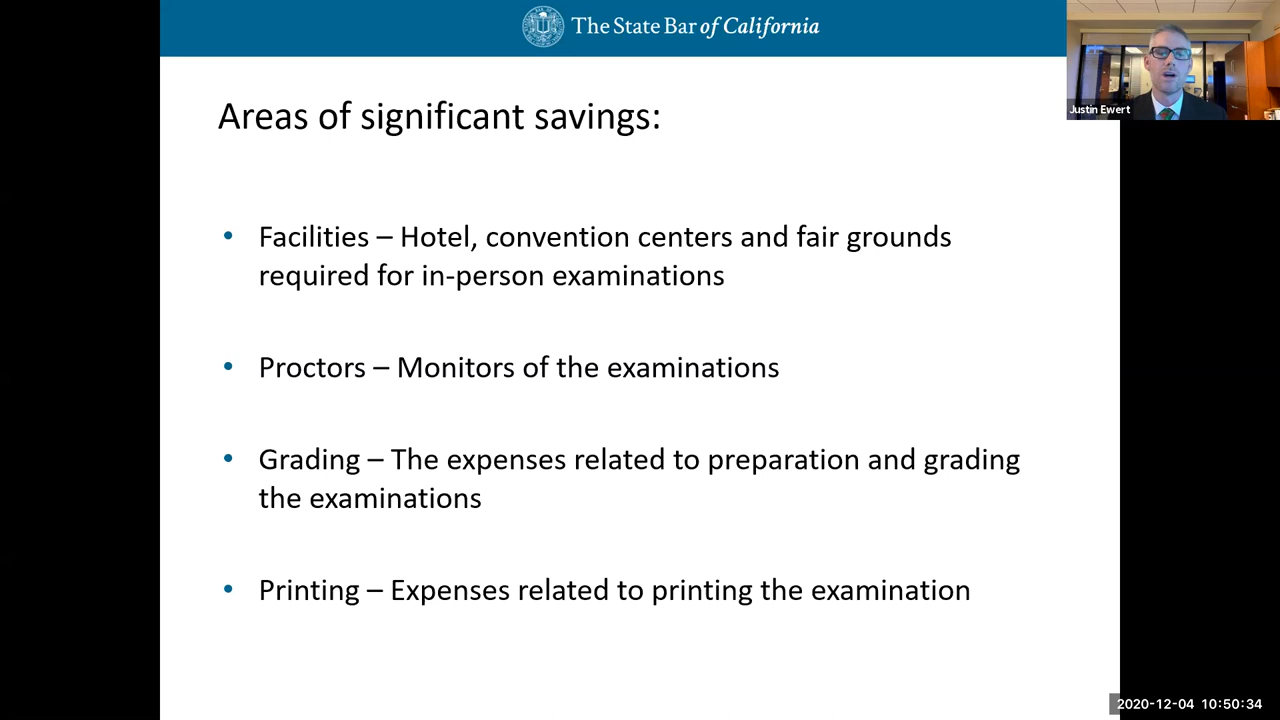 The State Bar of California
Justin Ewert
Areas of significant savings:
• Facilities – Hotel, convention centers and fair grounds
required for in-person examinations
• Proctors – Monitors of the examinations
• Grading – The expenses related to preparation and grading
the examinations
• Printing – Expenses related to printing the examination
2020-12-04 10:50:34